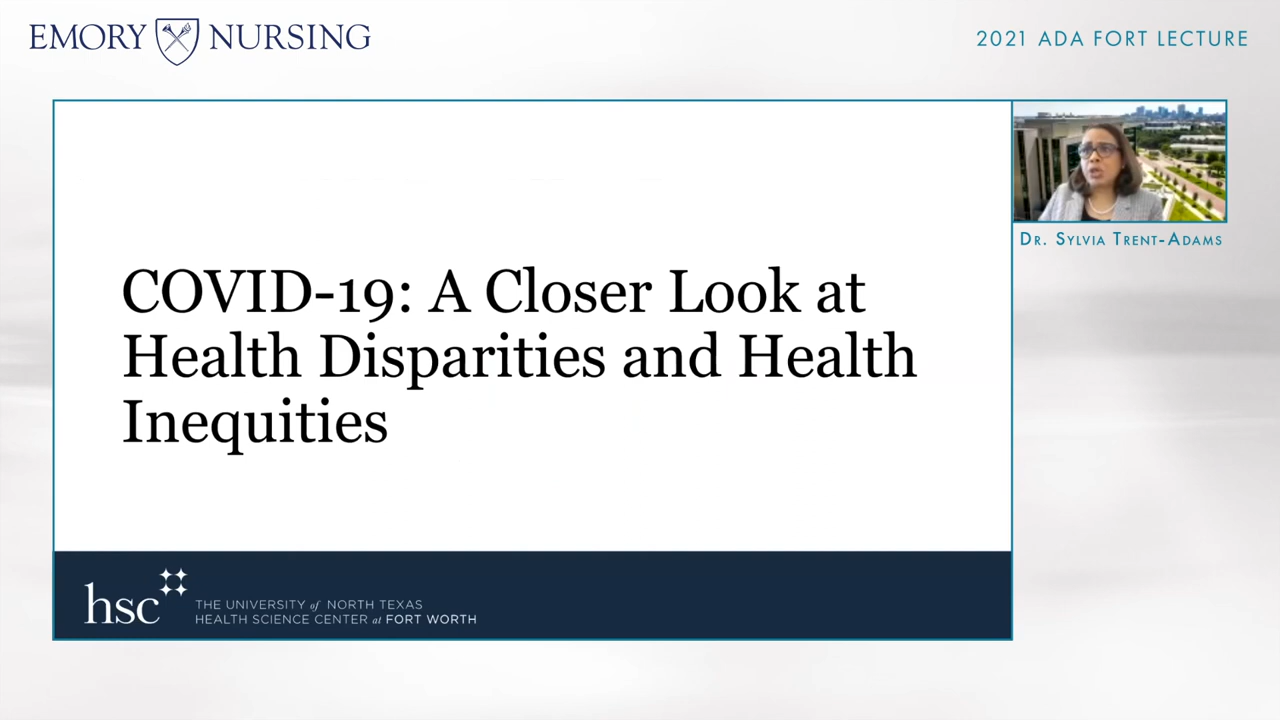 EMORY NURSING
2021 ADA FORT LECTURE
COVID-19: A Closer Look at
Health Disparities and Health
Inequities
DR. SYLVIA TRENT-ADAMS
hsc
THE UNIVERSITY of NORTH TEXAS
HEALTH SCIENCE CENTER at FORT WORTH